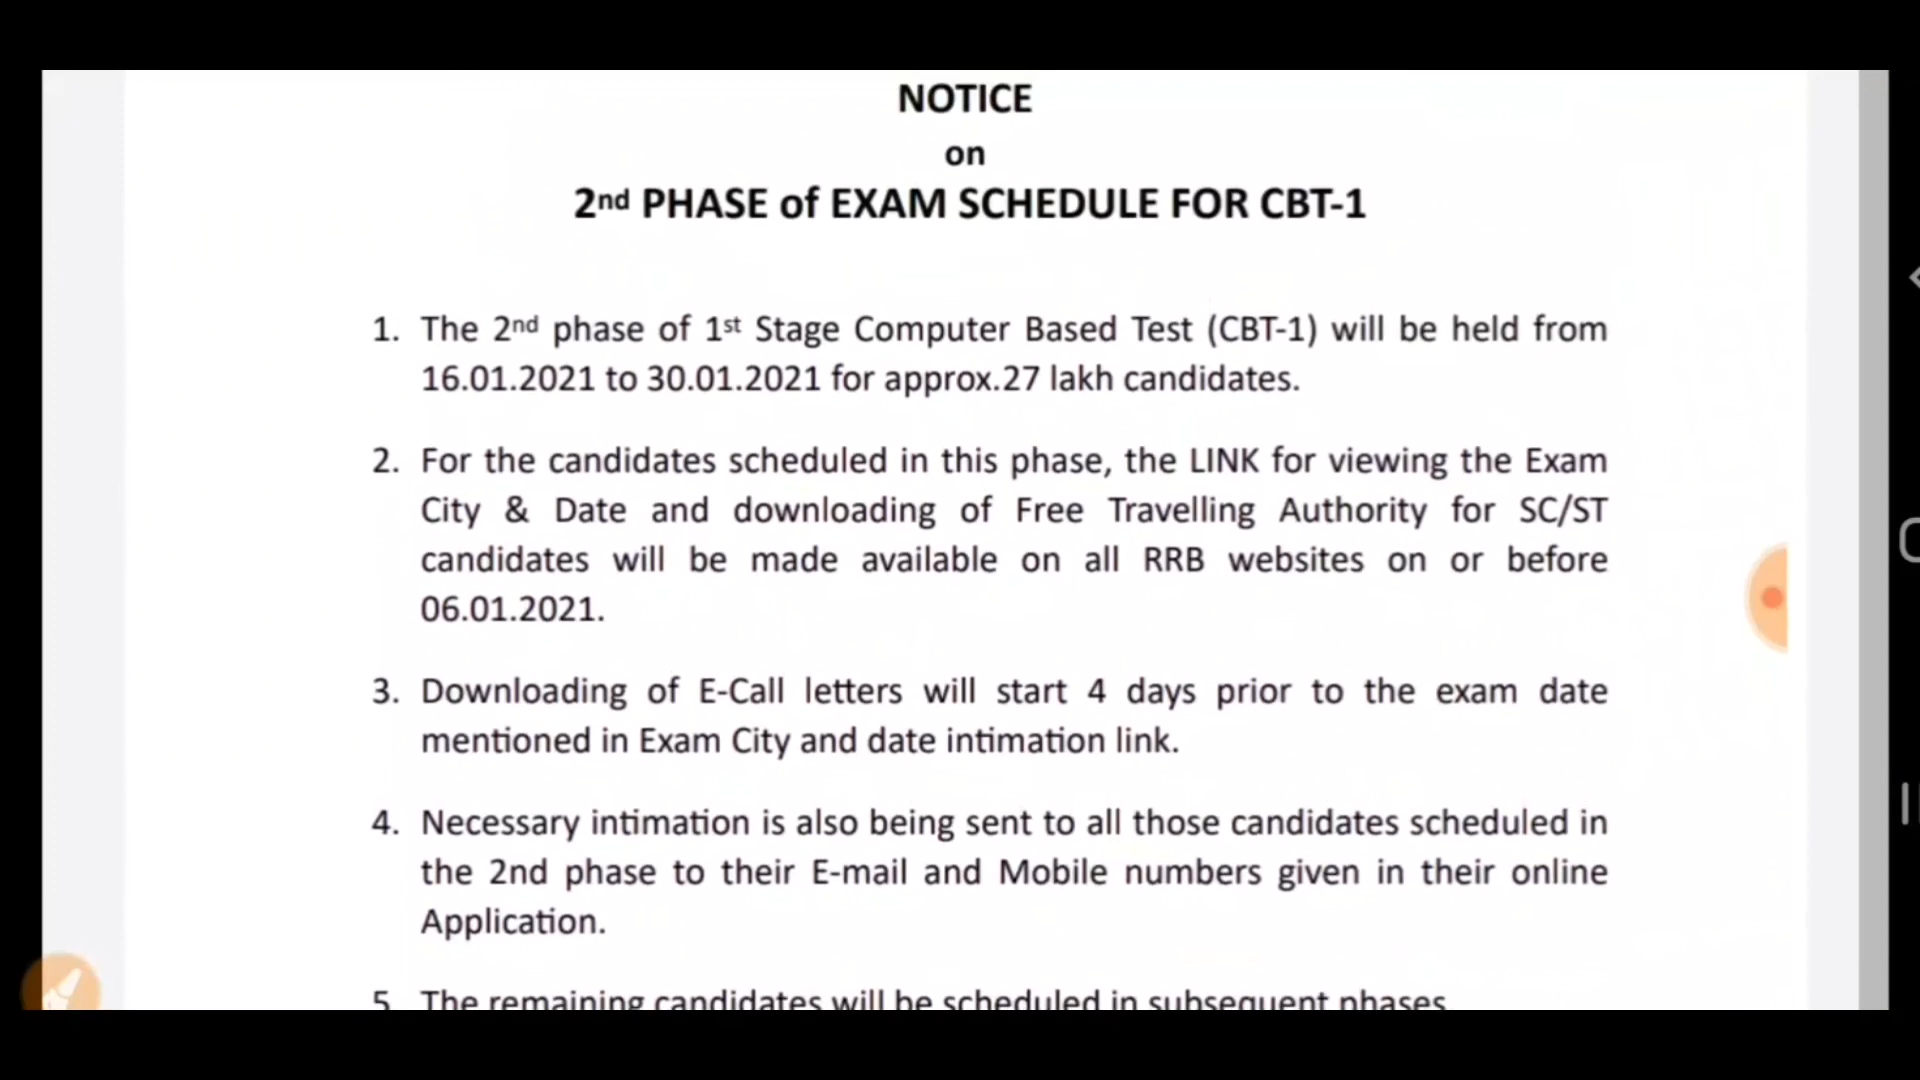 NOTICE
on
2nd PHASE of EXAM SCHEDULE FOR CBT-1
1. The 2nd phase of 1st Stage Computer Based Test (CBT-1) will be held from
16.01.2021 to 30.01.2021 for approx.27 lakh candidates.
2. For the candidates scheduled in this phase, the LINK for viewing the Exam
City & Date and downloading of Free Travelling Authority for SC/ST
candidates will be made available on all RRB websites on or before
06.01.2021.
3. Downloading of E-Call letters will start 4 days prior to the exam date
mentioned in Exam City and date intimation link.
4. Necessary intimation is also being sent to all those candidates scheduled in
the 2nd phase to their E-mail and Mobile numbers given in their online
Application.
5. The remaining candidates will be scheduled in subsequent phases.